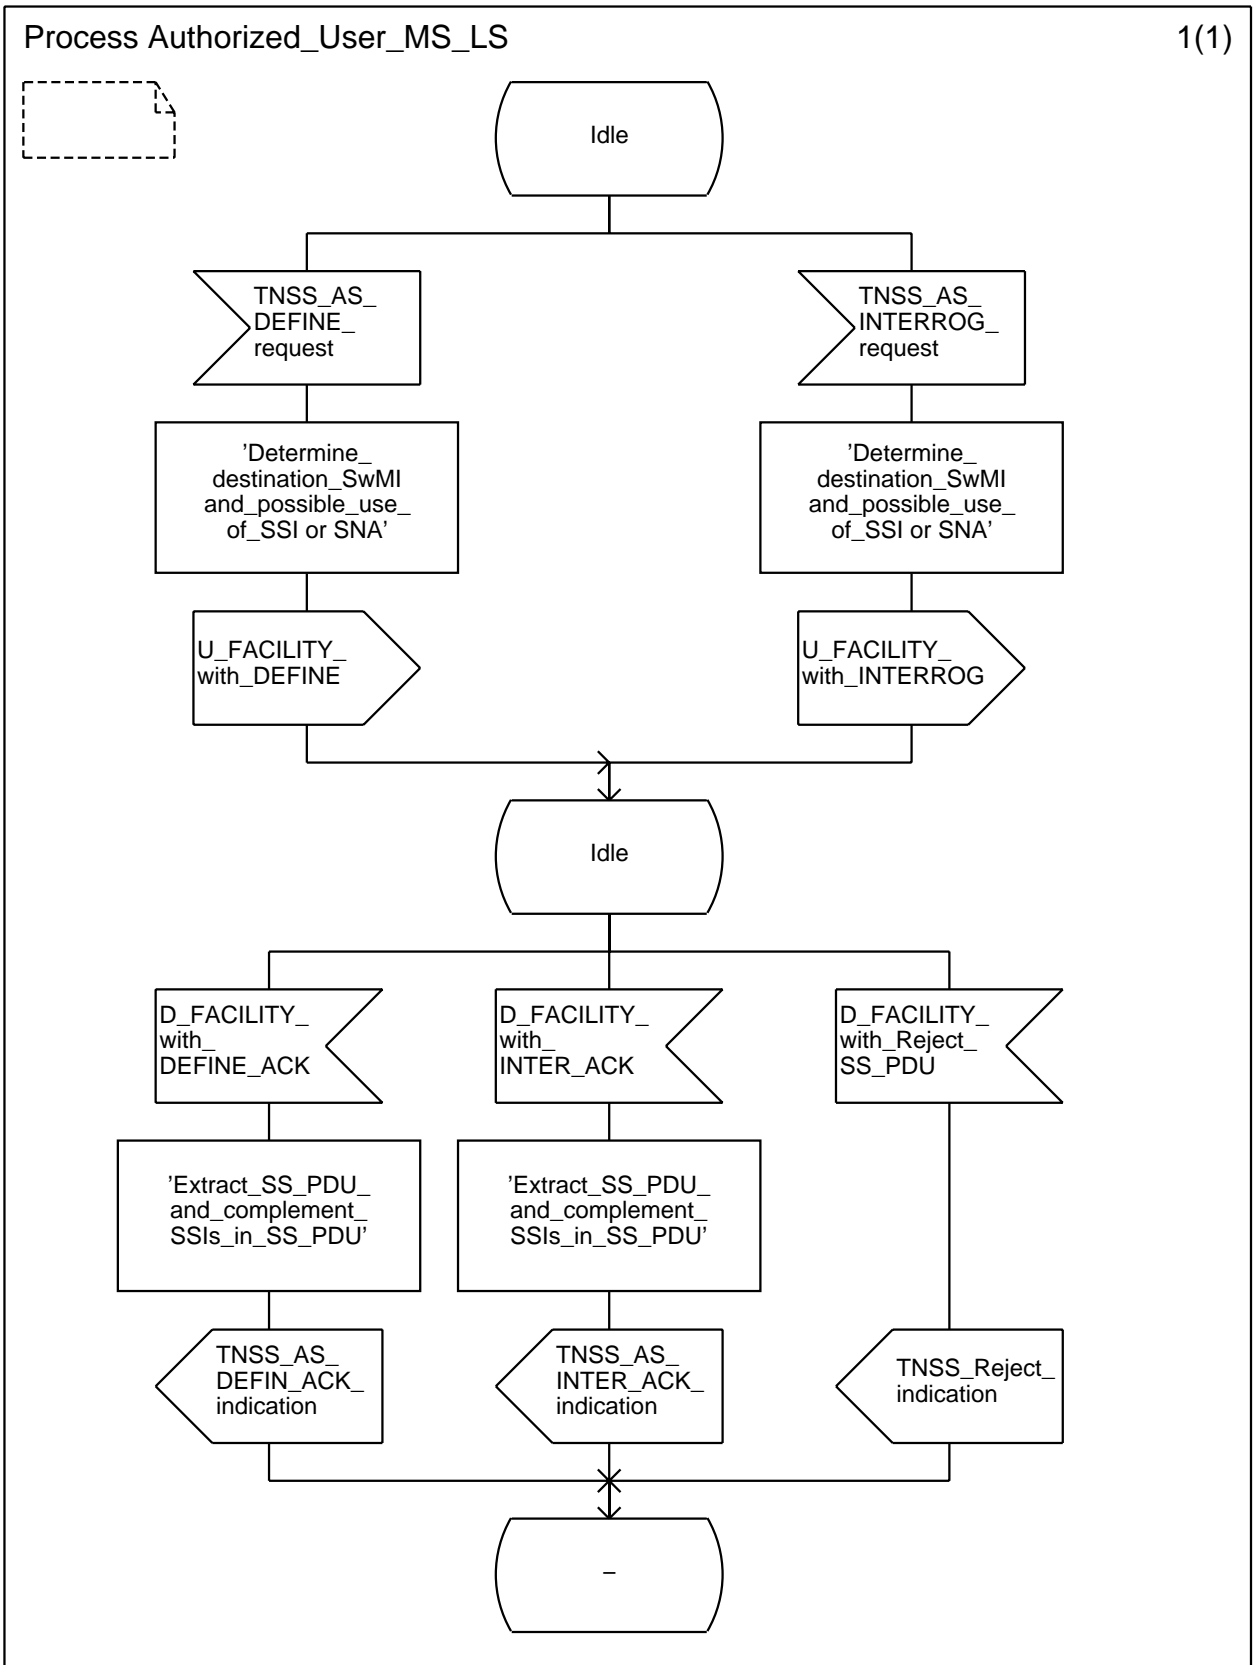 Process Authorized_User_MS_LS
1(1)
Idle
TNSS_AS_
DEFINE_
request
TNSS_AS_
INTERROG_
request
’Determine_
destination_SwMI
and_possible_use_
of_SSI or SNA’
’Determine_
destination_SwMI
and_possible_use_
of_SSI or SNA’
U_FACILITY_
with_DEFINE
U_FACILITY_
with_INTERROG
Idle
D_FACILITY_
with_
DEFINE_ACK
D_FACILITY_
with_
INTER_ACK
D_FACILITY_
with_Reject_
SS_PDU
’Extract_SS_PDU_
and_complement_
SSIs_in_SS_PDU’
’Extract_SS_PDU_
and_complement_
SSIs_in_SS_PDU’
TNSS_AS_
DEFIN_ACK_
indication
TNSS_AS_
INTER_ACK_
indication
TNSS_Reject_
indication
–